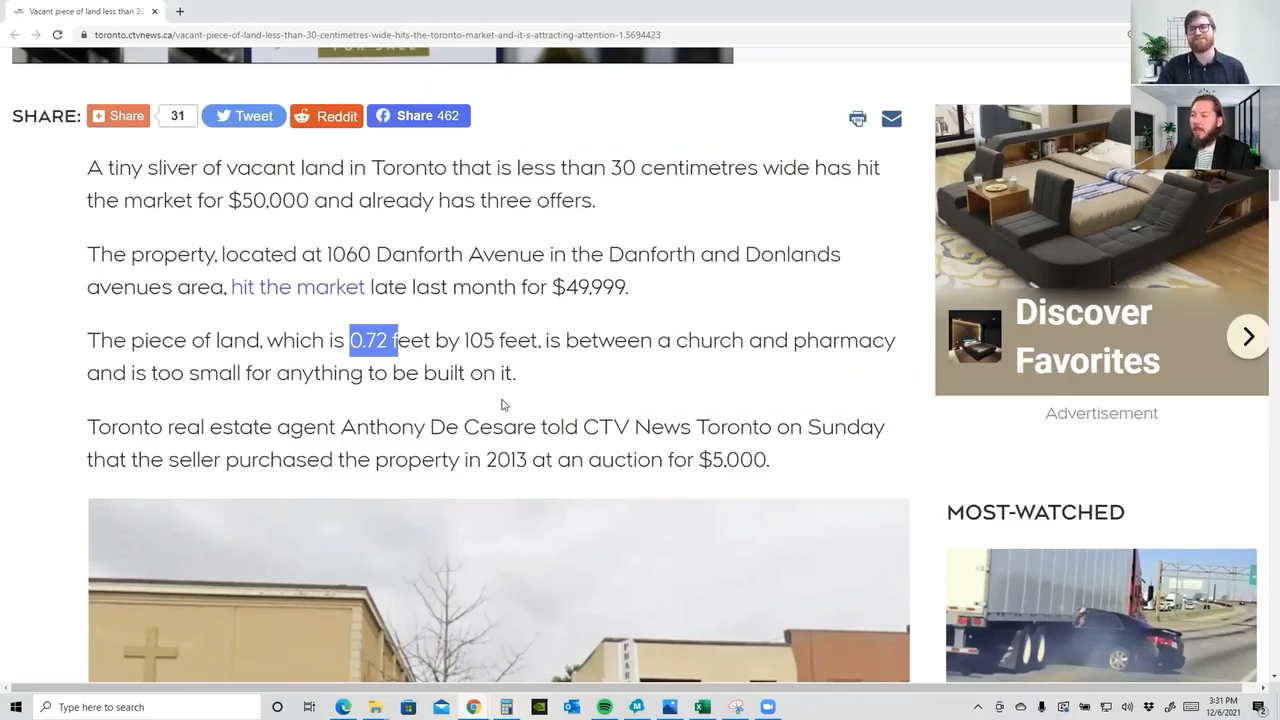 Vacant piece of land less than 30
toronto.ctvnews.ca/vacant-piece-of-land-less-than-30-centimetres-wide-hits-the-toronto-market-and-it-s-attracting-attention-1.5694423
FOR SALE
SHARE:
Share
31
Tweet
Reddit
Share 462
A tiny sliver of vacant land in Toronto that is less than 30 centimetres wide has hit
the market for $50,000 and already has three offers.
The property, located at 1060 Danforth Avenue in the Danforth and Donlands
avenues area, hit the market late last month for $49,999.
The piece of land, which is 0.72 feet by 105 feet, is between a church and pharmacy
and is too small for anything to be built on it.
Toronto real estate agent Anthony De Cesare told CTV News Toronto on Sunday
that the seller purchased the property in 2013 at an auction for $5,000.
Discover
Favorites
Advertisement
MOST-WATCHED
PHAR
Type here to search
3:31 PM
12/6/2021
2